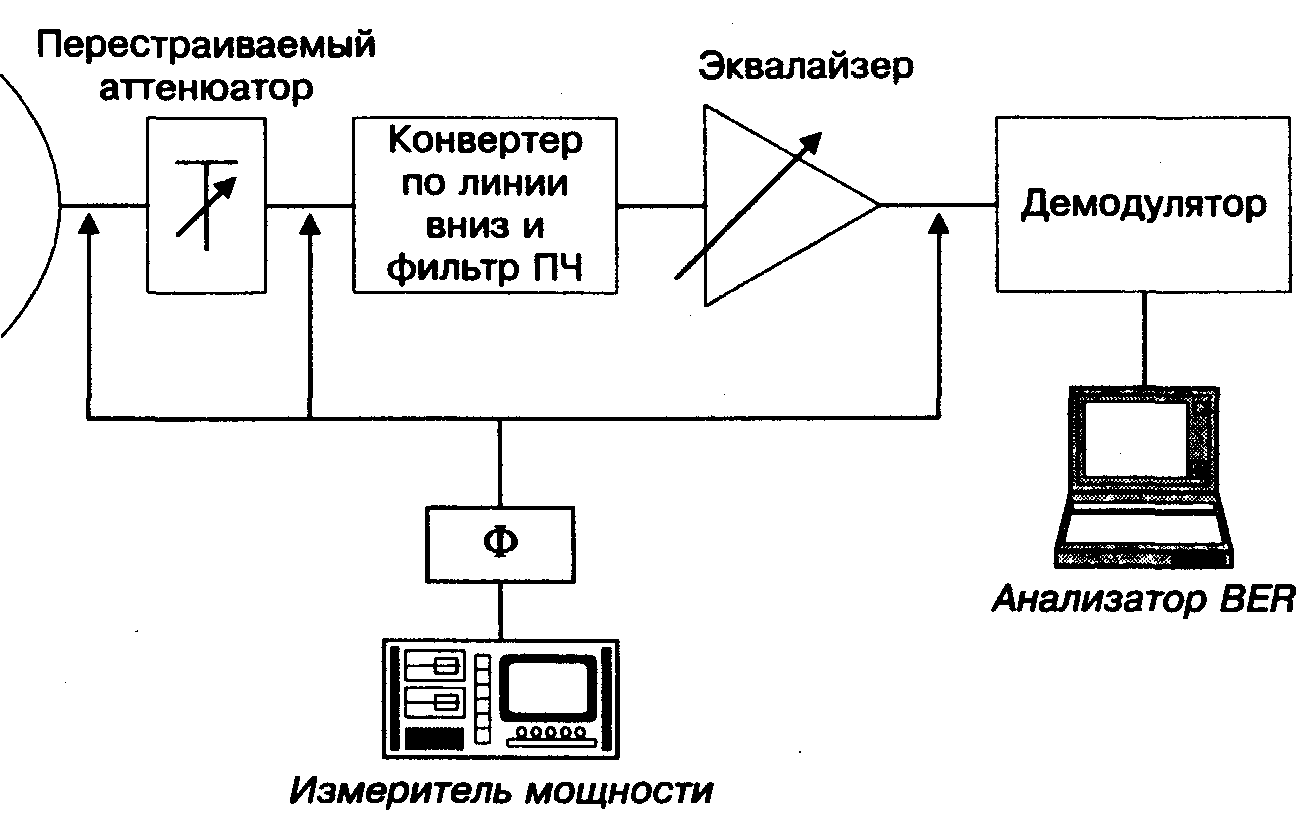 Перестраиваемый
аттенюатор
Эквалайзер
Конвертер
по линии
вниз и
фильтр ПЧ
Демодулятор
Ф
Анализатор BER
Измеритель мощности